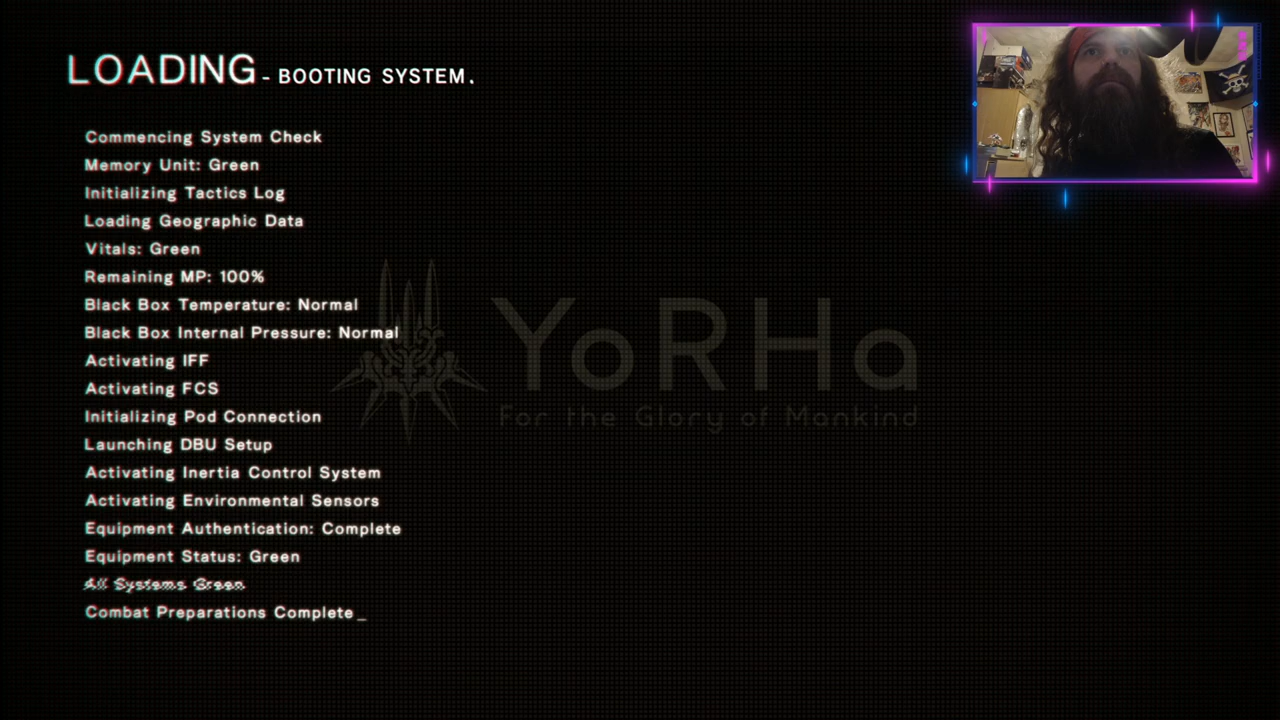 LOADING - BOOTING SYSTEM.
Commencing System Check
Memory Unit: Green
Initializing Tactics Log
Loading Geographic Data
Vitals: Green
Remaining MP: 100%
Black Box Temperature: Normal
Black Box Internal Pressure: Normal
Activating IFF
Activating FCS
Initializing Pod Connection
Launching DBU Setup
Activating Inertia Control System
Activating Environmental Sensors
Equipment Authentication: Complete
Equipment Status: Green
All Systems Green
Combat Preparations Complete_
YoRHa
For the Glory of Mankind